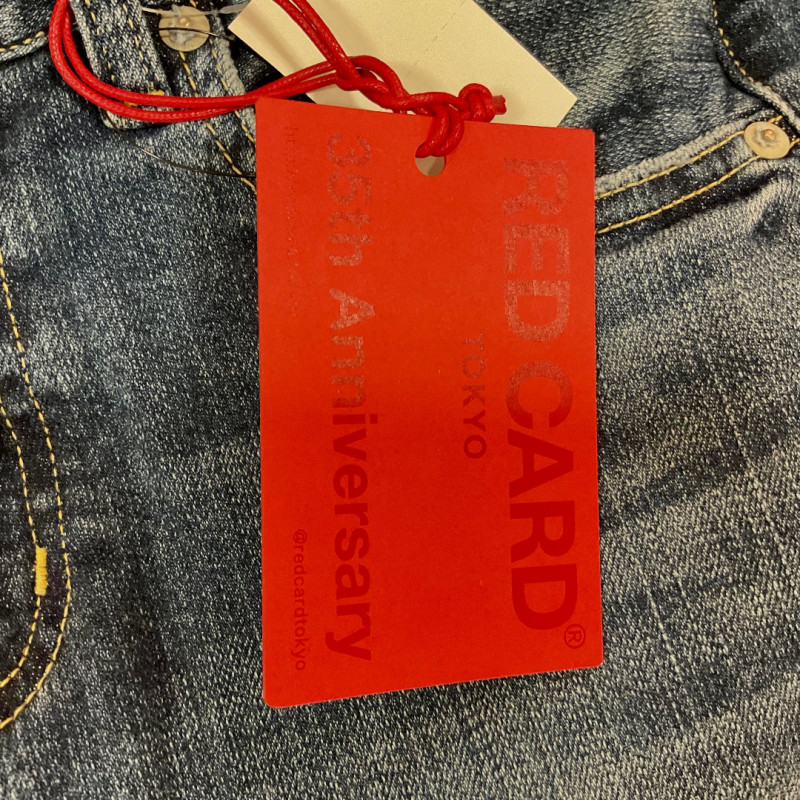 RED CARD®
TOKYO
35th Anniversary
@redcardtokyo